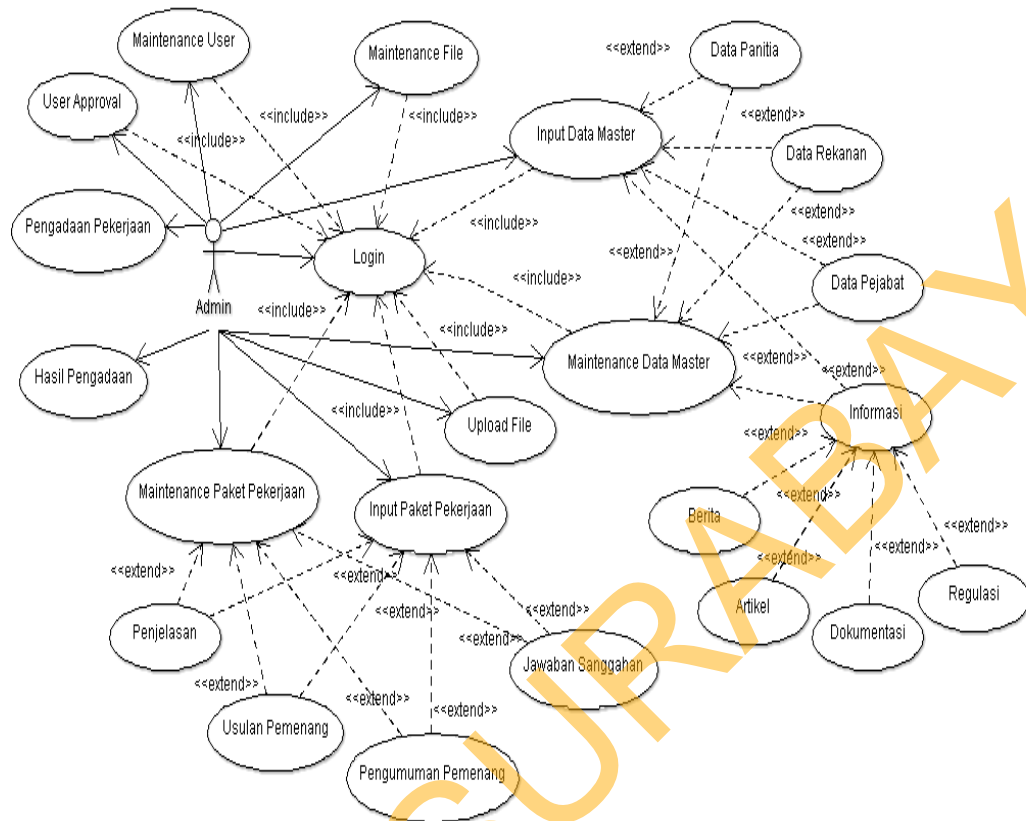 Maintenance User
Maintenance File
<<extend>>
Data Panitia
User Approval
<<include>>
<<include>>
<<include>>
Input Data Master
<<extend>>
Data Rekanan
Pengadaan Pekerjaan
<<include>>
<<extend>>
Login
<<extend>>
<<extend>>
<<include>>
Data Pejabat
Admin
<<include>>
<<include>>
Maintenance Data Master
<<extend>>
<<extend>>
Hasil Pengadaan
<<include>>
Upload File
Informasi
<<extend>>
Maintenance Paket Pekerjaan
Input Paket Pekerjaan
Berita
<<extend>>
<<extend>>
<<extend>>
<<extend>>
<<extend>>
Penjelasan
<<extend>>
<<extend>>
Artikel
Regulasi
<<extend>>
Dokumentasi
Jawaban Sanggahan
<<extend>>
<<extend>>
<<extend>>
Usulan Pemenang
Pengumuman Pemenang
SURABAY